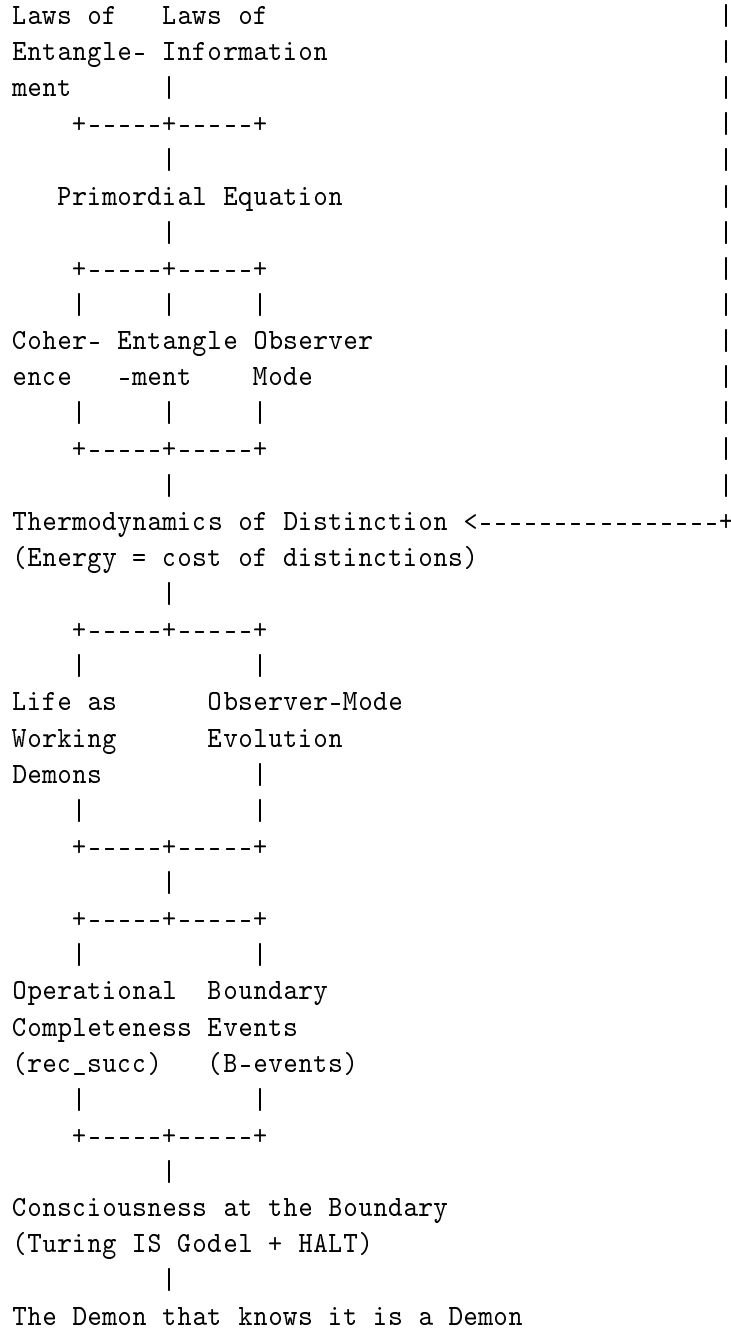 Laws of   Laws of                              |
Entangle- Information                          |
ment      |                                    |
    +-----+-----+                              |
          |                                    |
   Primordial Equation                         |
          |                                    |
    +-----+-----+                              |
    |     |     |                              |
Coher- Entangle Observer                       |
ence   -ment    Mode                           |
    |     |     |                              |
    +-----+-----+                              |
          |                                    |
Thermodynamics of Distinction <----------------+
(Energy = cost of distinctions)
          |
    +-----+-----+
    |           |
Life as      Observer-Mode
Working      Evolution
Demons          |
    |           |
    +-----+-----+
          |
    +-----+-----+
    |           |
Operational  Boundary
Completeness Events
(rec_succ)   (B-events)
    |           |
    +-----+-----+
          |
Consciousness at the Boundary
(Turing IS Godel + HALT)
          |
The Demon that knows it is a Demon